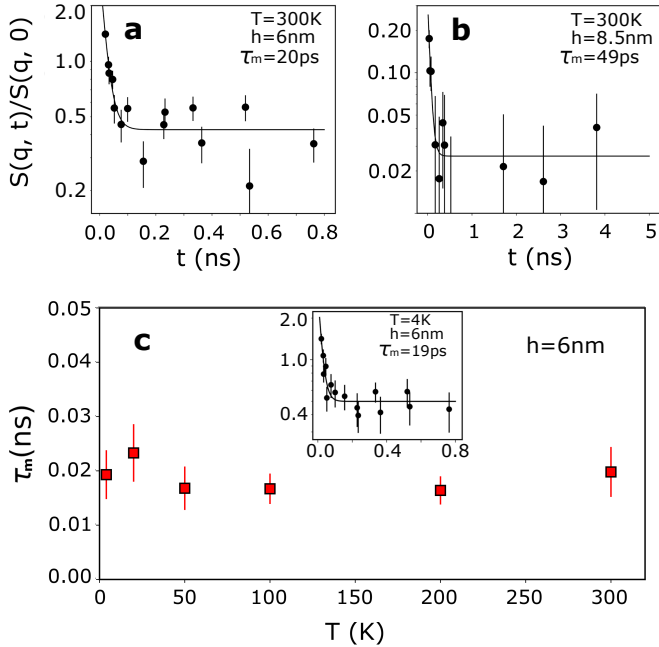 a
T=300K
h=6nm
τm=20ps
S(q, t)/S(q, 0)
2.0
1.0
0.5
0.2
0.0
0.2
0.4
0.6
0.8
t (ns)
b
T=300K
h=8.5nm
τm=49ps
0.20
0.10
0.05
0.02
0
1
2
3
4
5
t (ns)
c
h=6nm
τm(ns)
0.05
0.04
0.03
0.02
0.01
0.00
0
50
100
150
200
250
300
T (K)
T=4K
h=6nm
τm=19ps
2.0
1.0
0.4
0.0
0.4
0.8